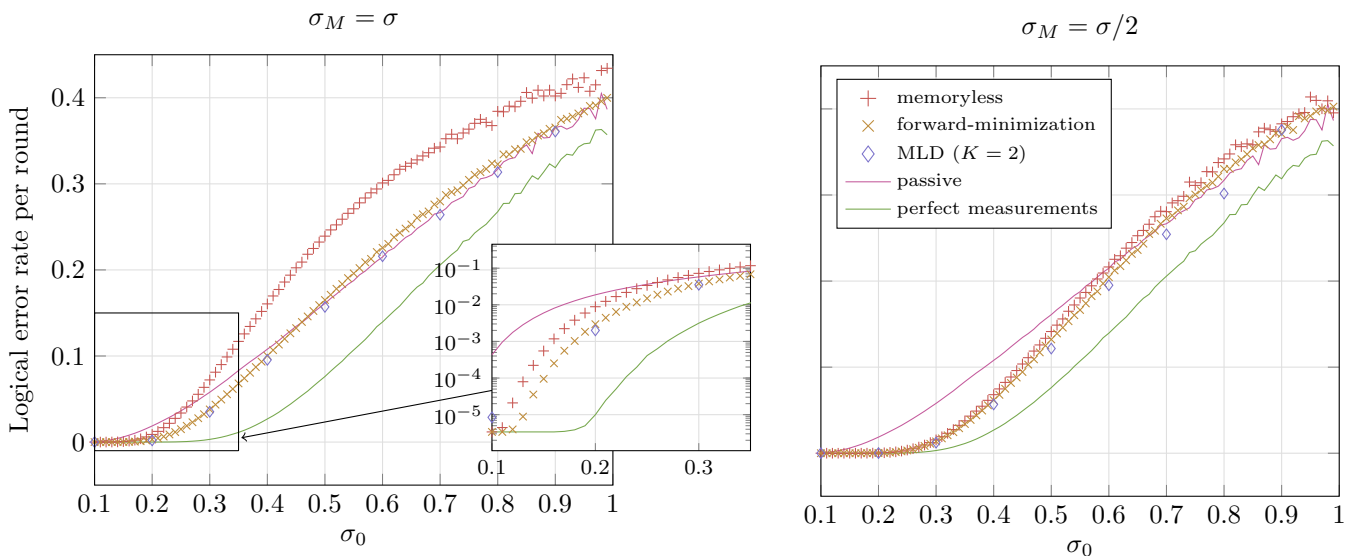 σ_M = σ
σ_M = σ/2
Logical error rate per round
0.4
0.3
0.2
0.1
0
0.1 0.2 0.3 0.4 0.5 0.6 0.7 0.8 0.9 1
σ_0
10^−1
10^−2
10^−3
10^−4
10^−5
0.1 0.2 0.3
memoryless
forward-minimization
MLD (K = 2)
passive
perfect measurements
0.1 0.2 0.3 0.4 0.5 0.6 0.7 0.8 0.9 1
σ_0